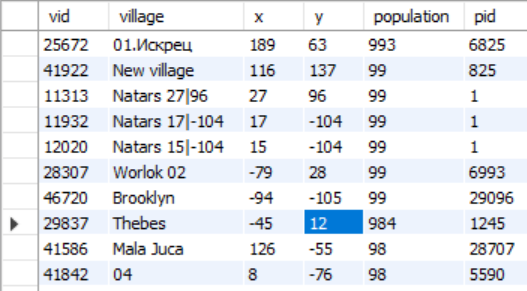 vid village x y population pid
25672 01.Искрец 189 63 993 6825
41922 New village 116 137 99 825
11313 Natars 27|96 27 96 99 1
11932 Natars 17|-104 17 -104 99 1
12020 Natars 15|-104 15 -104 99 1
28307 Worlok 02 -79 28 99 6993
46720 Brooklyn -94 -105 99 29096
29837 Thebes -45 12 984 1245
41586 Mala Juca 126 -55 98 28707
41842 04 8 -76 98 5590